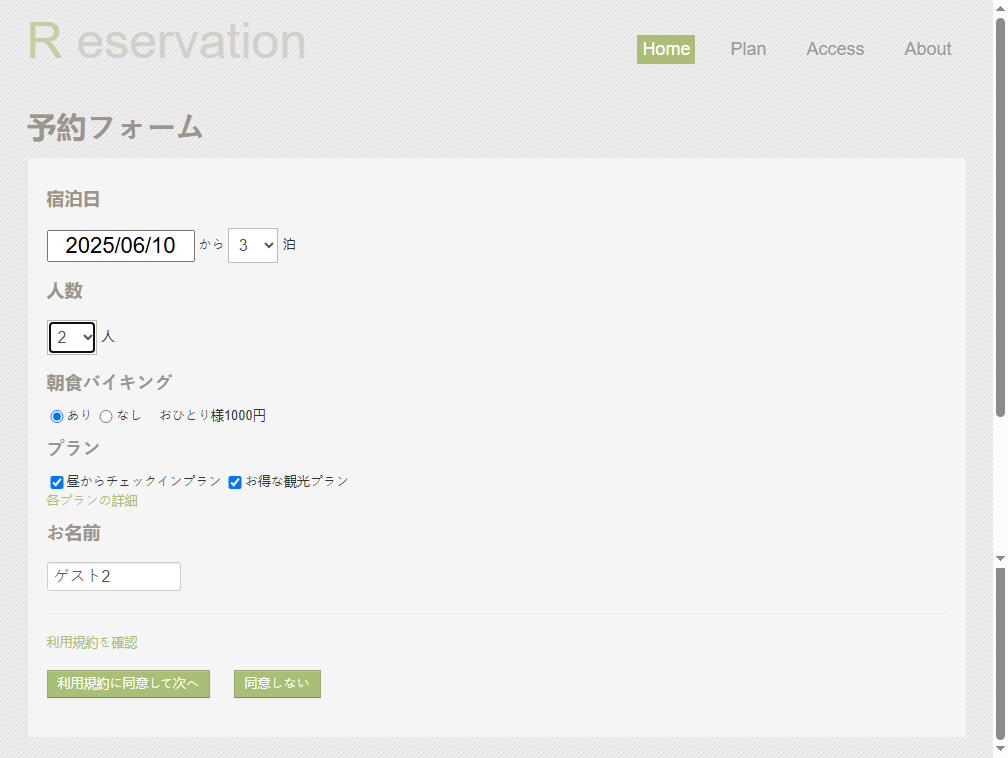 R eservation
Home Plan Access About
予約フォーム
宿泊日
2025/06/10 から 3 泊
人数
2 人
朝食バイキング
あり なし おひとり様1000円
プラン
昼からチェックインプラン お得な観光プラン
各プランの詳細
お名前
ゲスト2
利用規約を確認
利用規約に同意して次へ 同意しない